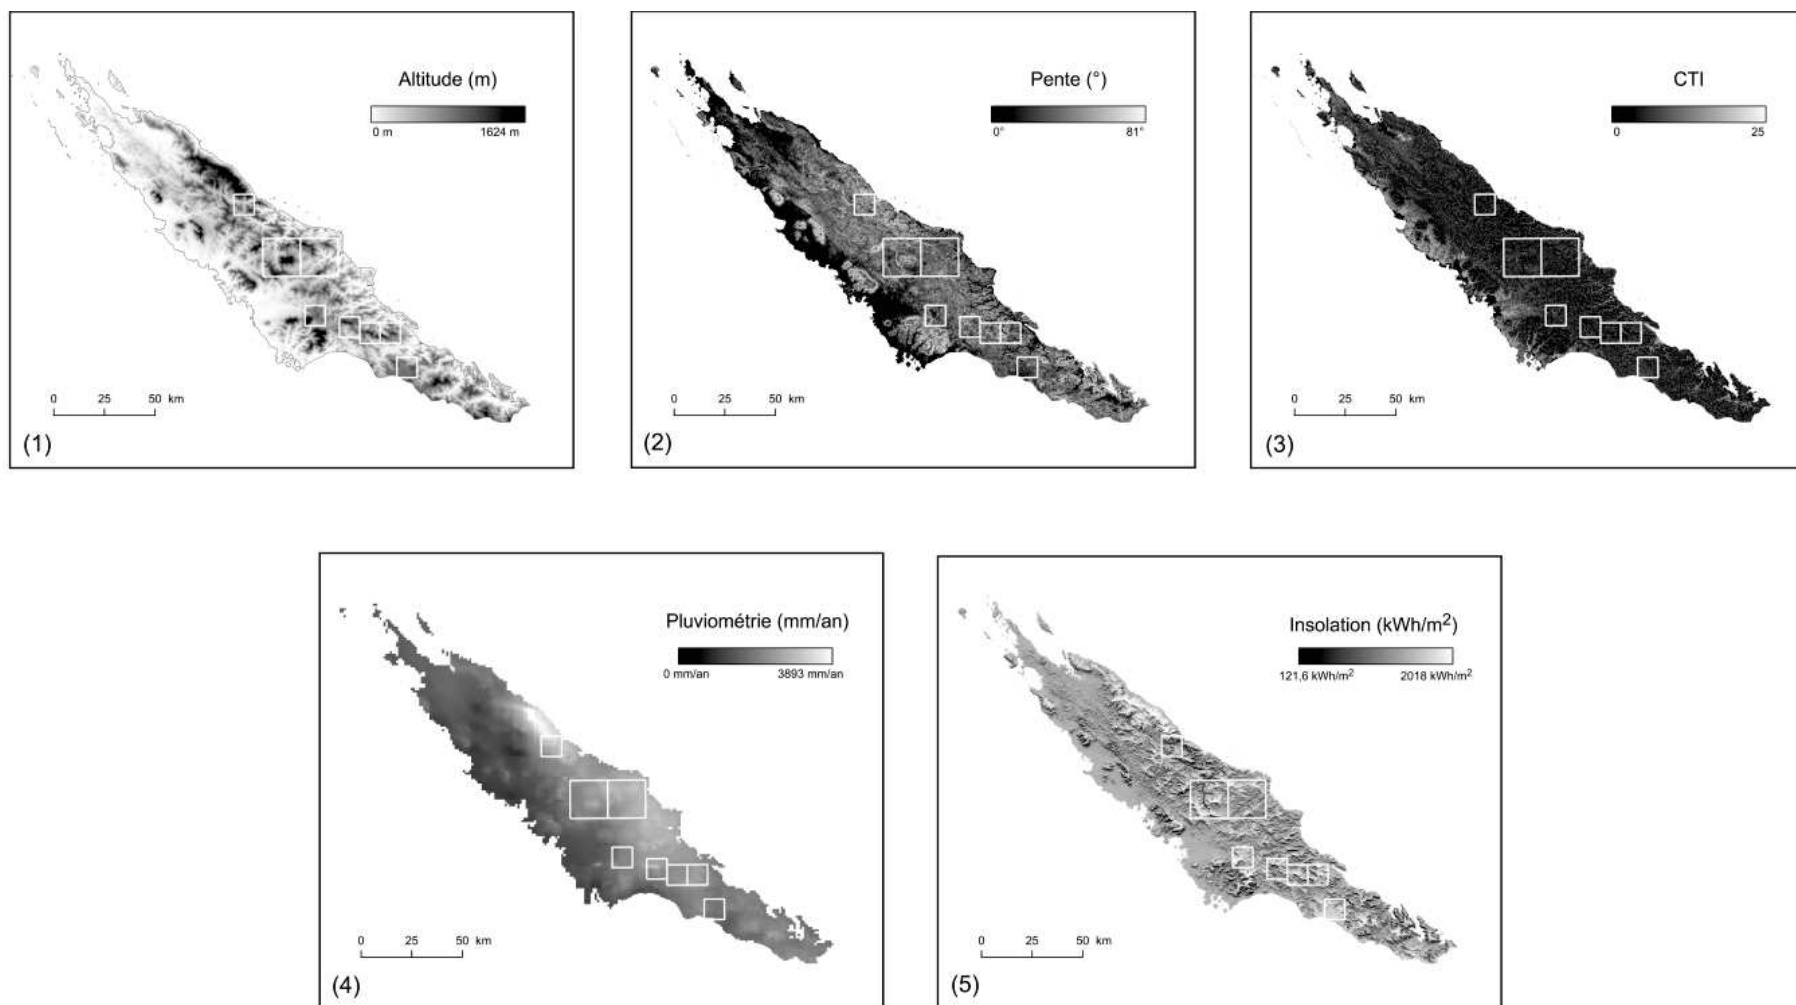 Altitude (m)
0 m 1624 m
0 25 50 km
(1)
Pente (°)
0° 81°
0 25 50 km
(2)
CTI
0 25
0 25 50 km
(3)
Pluviométrie (mm/an)
0 mm/an 3893 mm/an
0 25 50 km
(4)
Insolation (kWh/m²)
121,6 kWh/m² 2018 kWh/m²
0 25 50 km
(5)